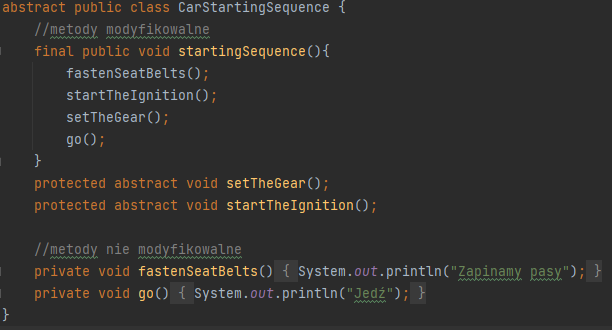 abstract public class CarStartingSequence {
//metody modyfikowalne
final public void startingSequence(){
fastenSeatBelts();
startTheIgnition();
setTheGear();
go();
}
protected abstract void setTheGear();
protected abstract void startTheIgnition();
//metody nie modyfikowalne
private void fastenSeatBelts() { System.out.println("Zapinamy pasy"); }
private void go() { System.out.println("Jedź"); }
}